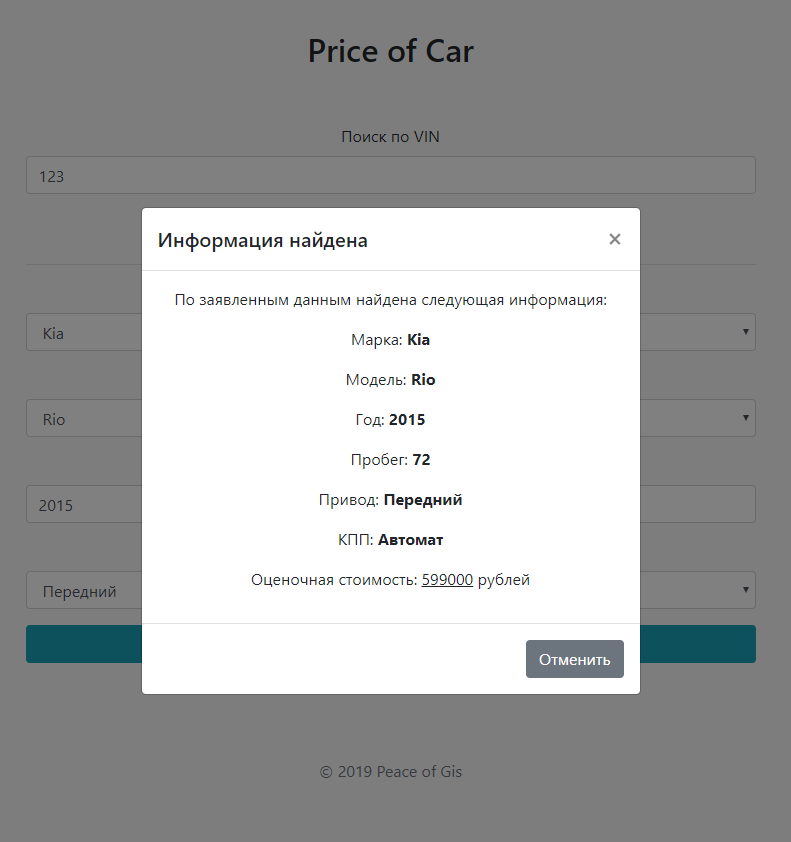 Price of Car
Поиск по VIN
123
Информация найдена
×
По заявленным данным найдена следующая информация:
Марка: Kia
Модель: Rio
Год: 2015
Пробег: 72
Привод: Передний
КПП: Автомат
Оценочная стоимость: 599000 рублей
Отменить
Kia
Rio
2015
Передний
© 2019 Peace of Gis